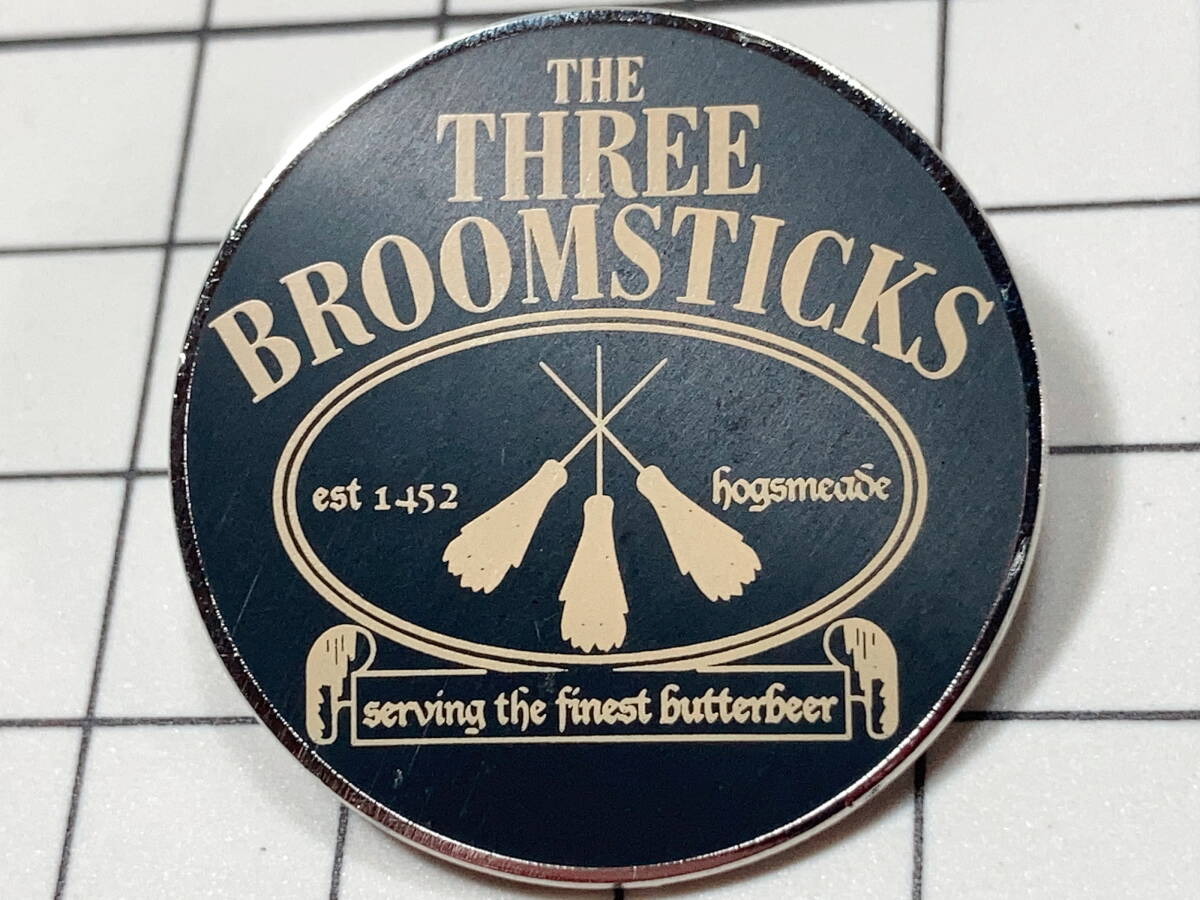 THE
THREE
BROOMSTICKS
est 1452
hogsmeade
serving the finest butterbeer